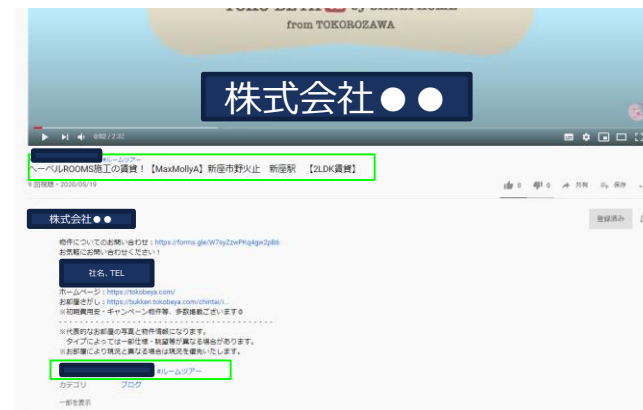 from TOKOROZAWA
株式会社●●
0:02 / 2:32
#ルームツアー
ヘーベルROOMS施工の賃貸！【MaxMollyA】新座市野火止 新座駅 【2LDK賃貸】
9 回視聴・2020/05/19
0 0 共有 保存
株式会社●●
登録済み
物件についてのお問い合わせ：https://forms.gle/W7syZzwPKq4gw2pB6
お気軽にお問い合わせください！
社名、TEL
ホームページ：https://tokobeya.com/
お部屋さがし：https://bukken.tokobeya.com/chintai/i...
※初期費用安・キャンペーン物件等、多数掲載ございます
※代表的なお部屋の写真と物件情報になります。
タイプによっては一部仕様・眺望等が異なる場合があります。
※お部屋により現況と異なる場合は現況を優先いたします。
#ルームツアー
カテゴリ ブログ
一部を表示